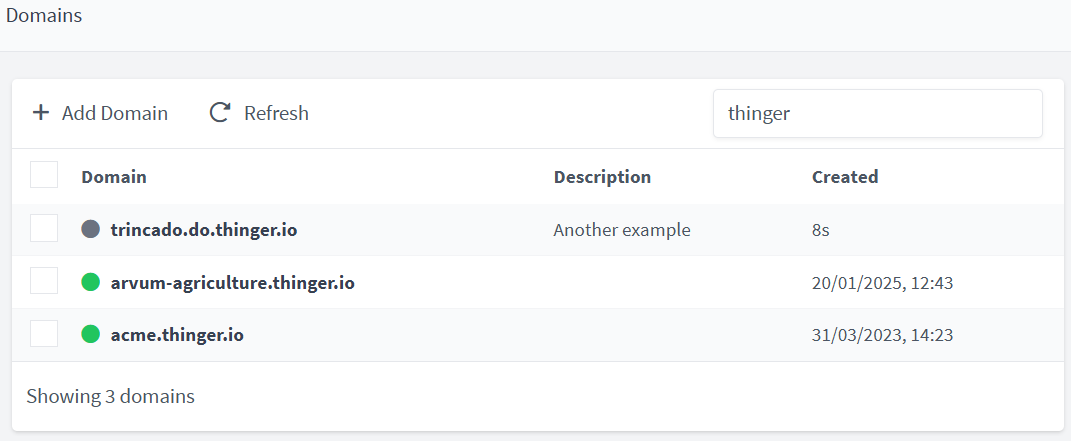 Domains
Add Domain Refresh thinger
Domain Description Created
trincado.do.thinger.io Another example 8s
arvum-agriculture.thinger.io 20/01/2025, 12:43
acme.thinger.io 31/03/2023, 14:23
Showing 3 domains